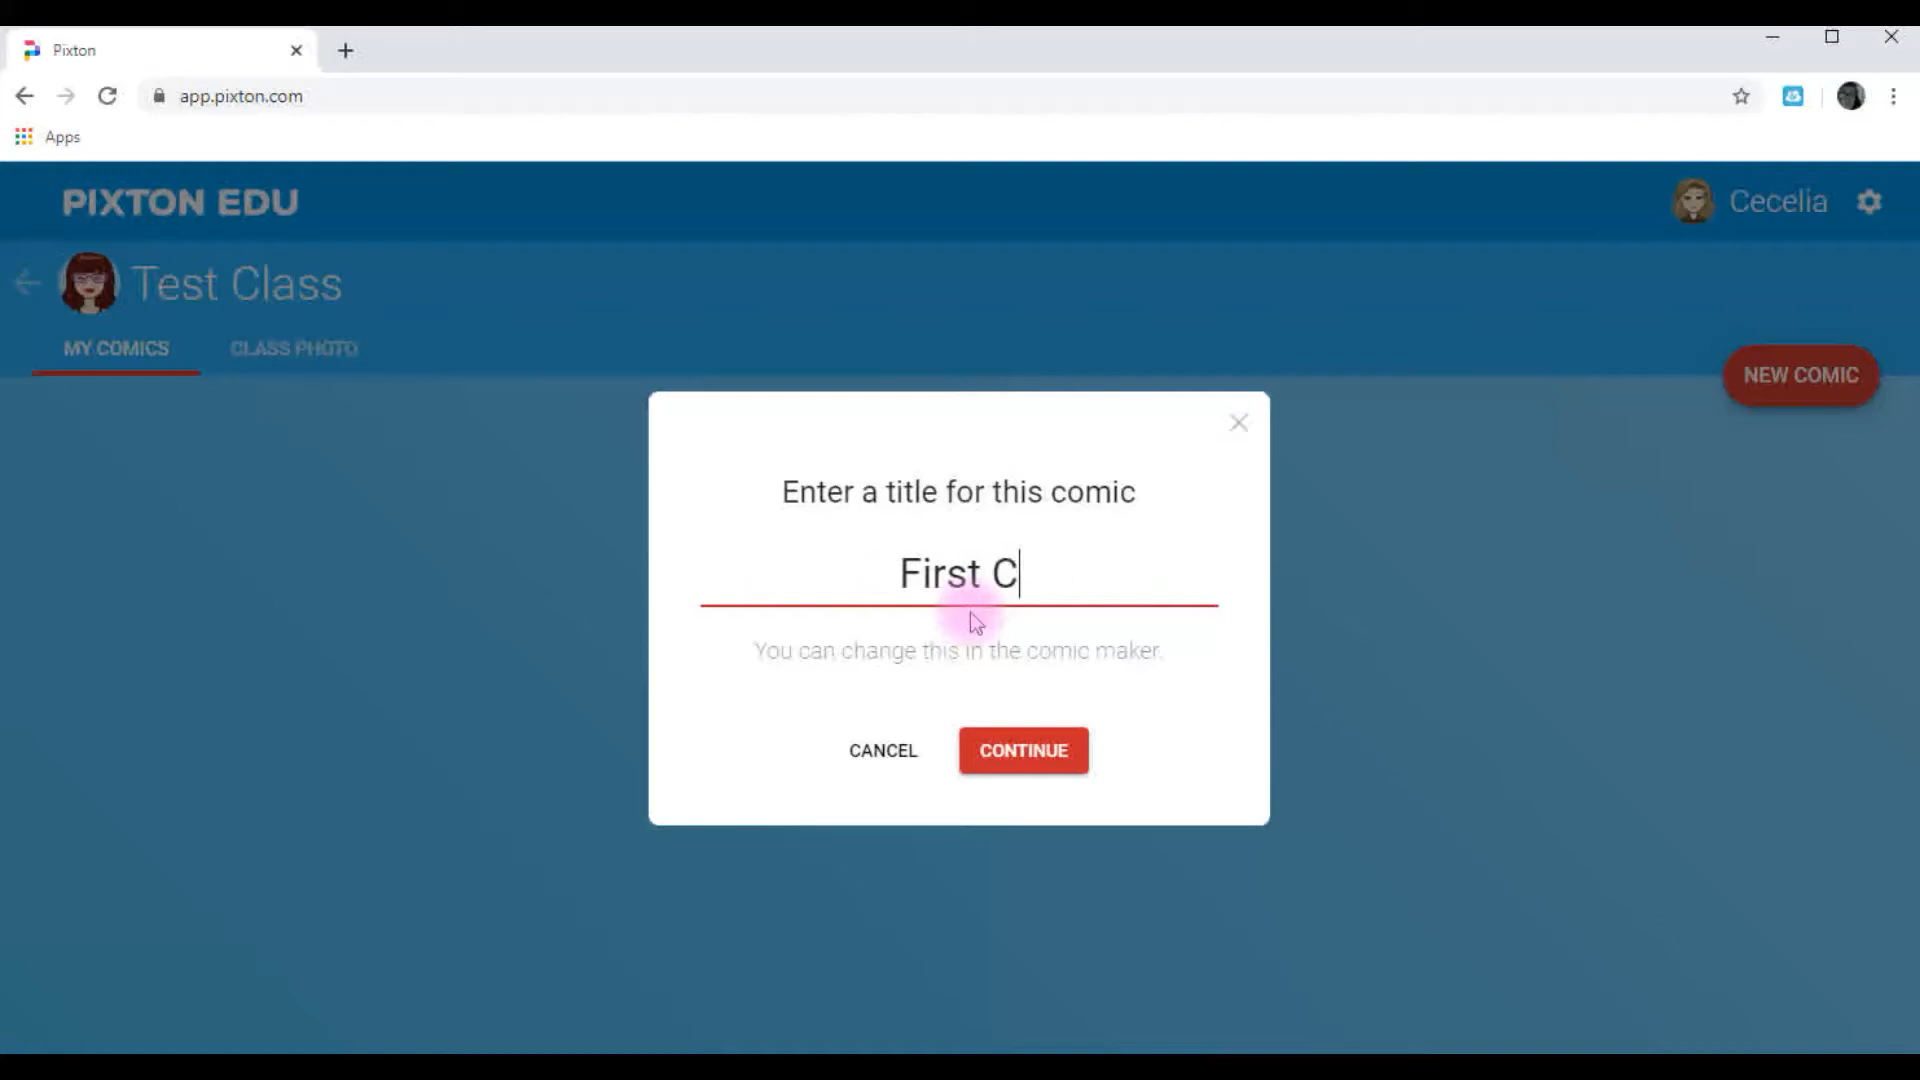 Pixton
app.pixton.com
Apps
PIXTON EDU
Cecelia
Test Class
MY COMICS
CLASS PHOTO
NEW COMIC
Enter a title for this comic
First C
You can change this in the comic maker.
CANCEL
CONTINUE